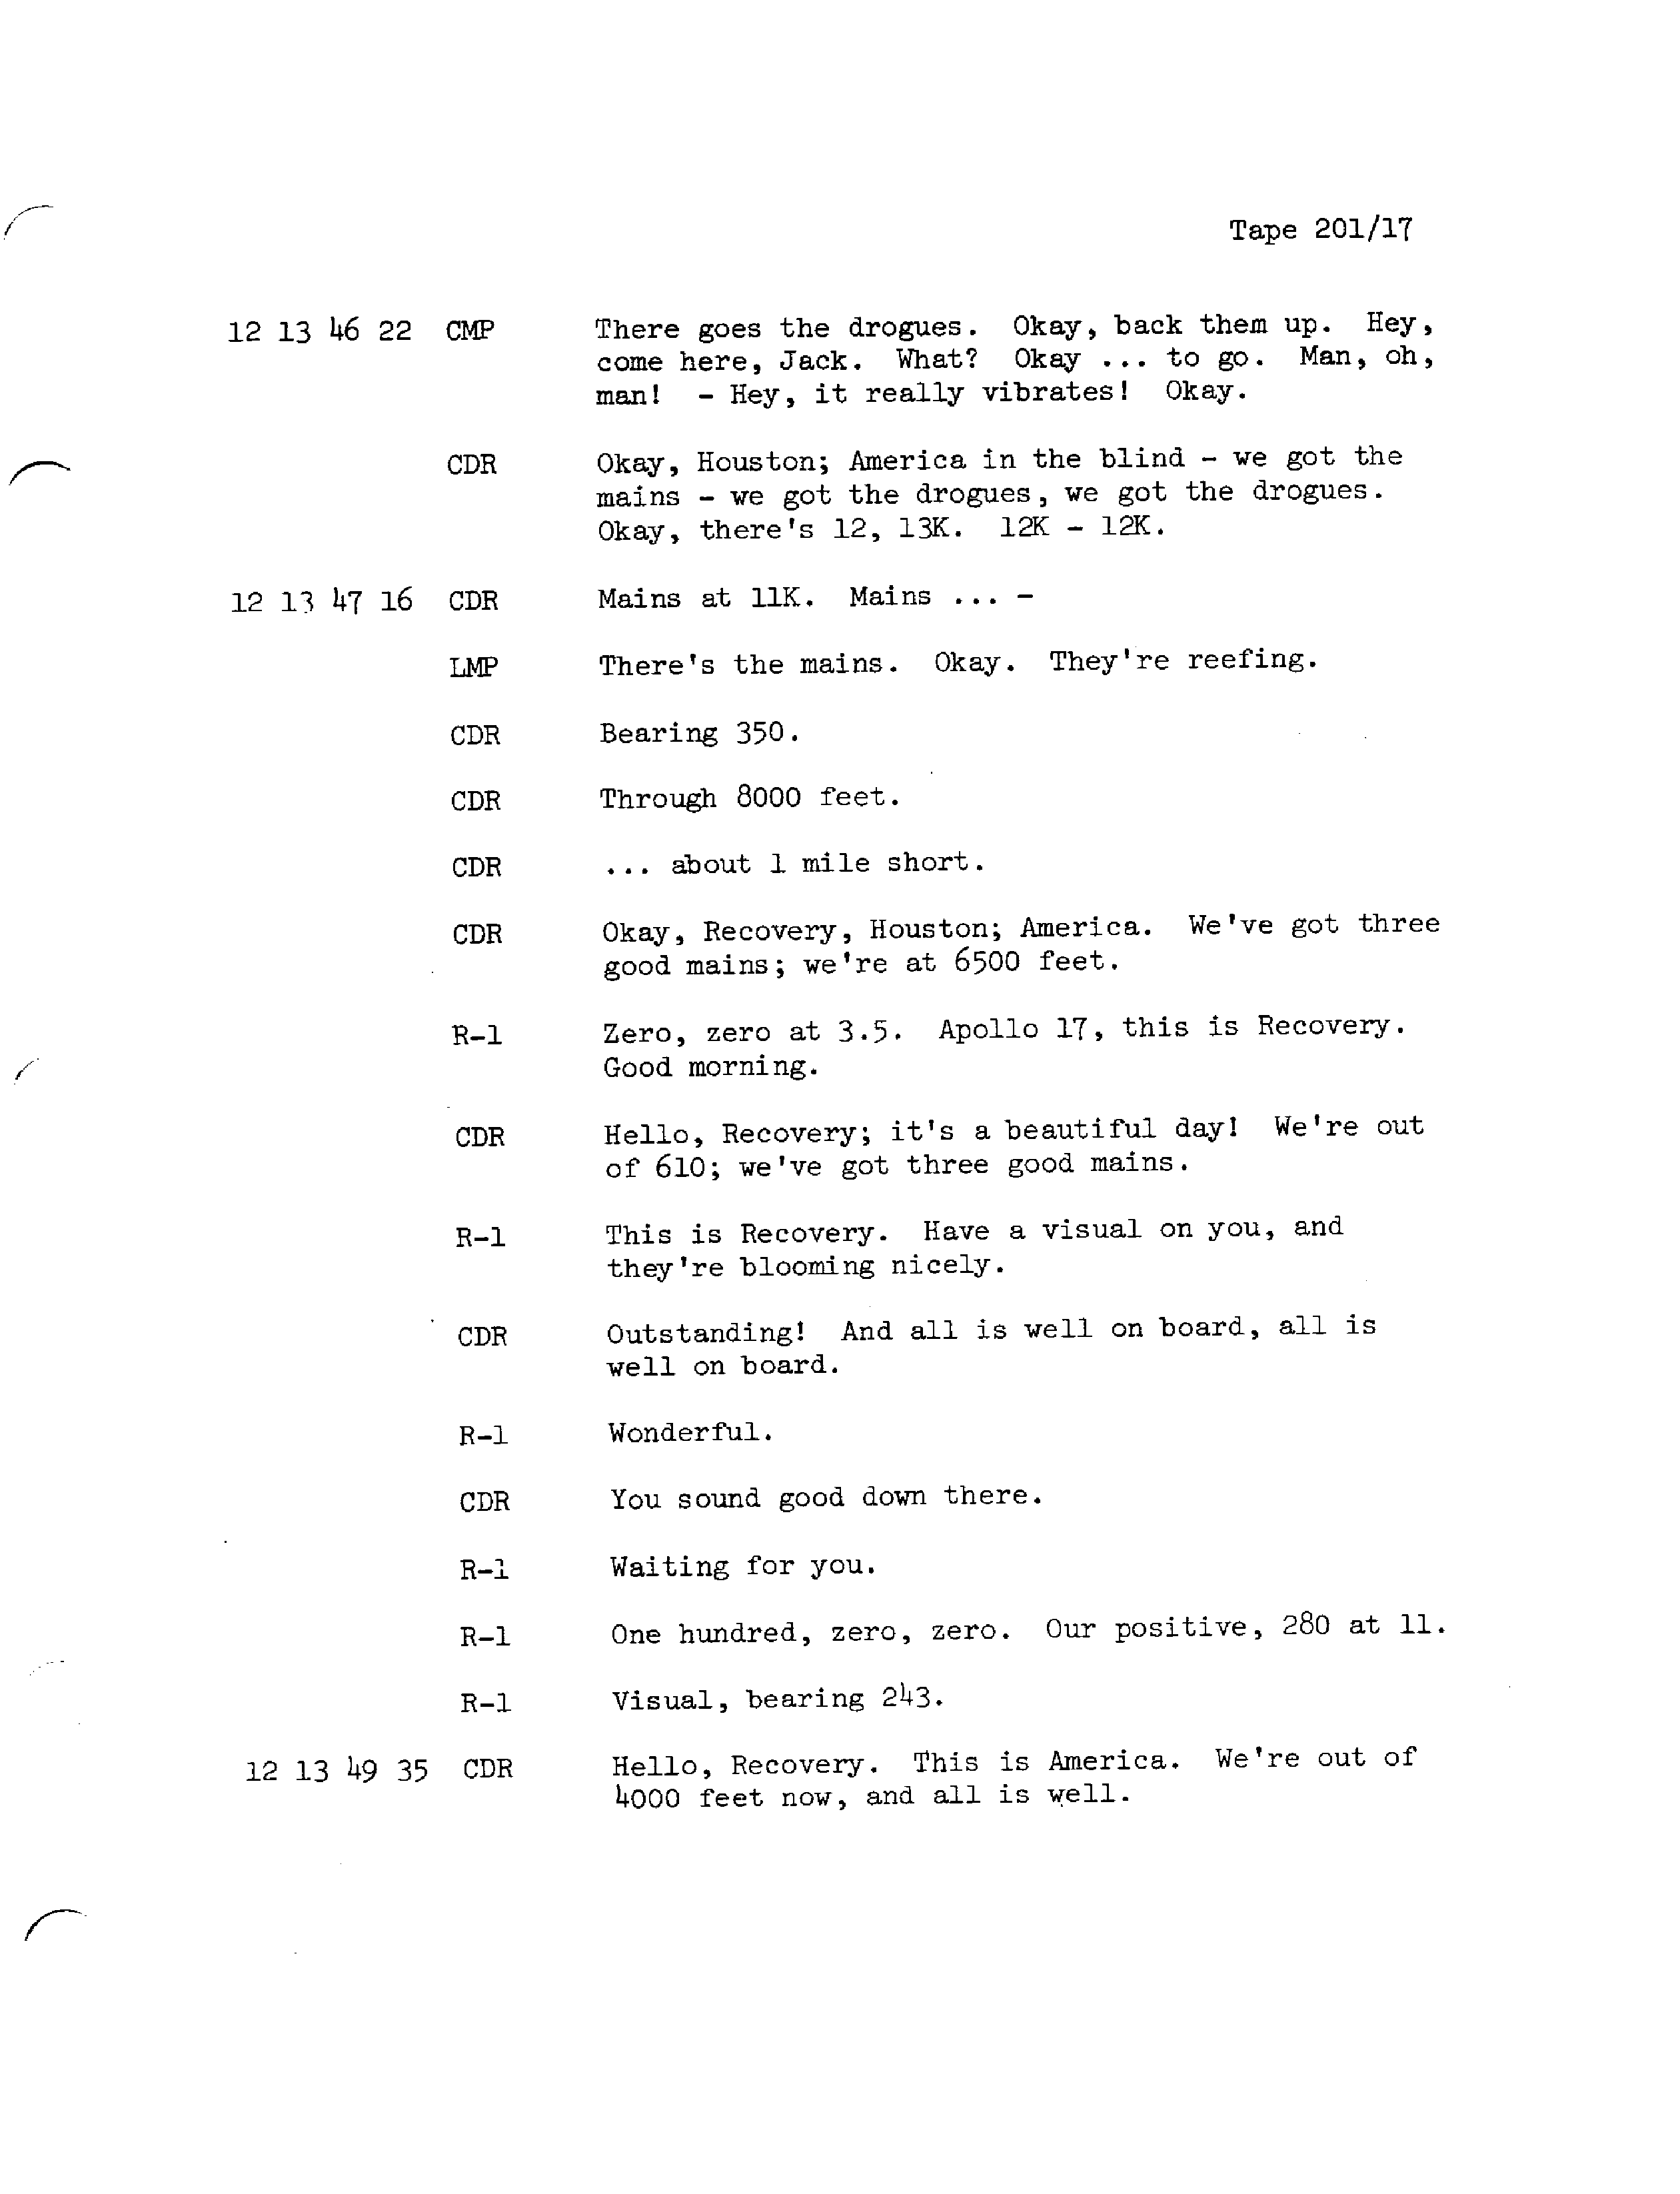 Tape 201/17
12 13 46 22 CMP There goes the drogues. Okay, back them up. Hey,
come here, Jack. What? Okay ... to go. Man, oh,
man! - Hey, it really vibrates! Okay.
CDR Okay, Houston; America in the blind - we got the
mains - we got the drogues, we got the drogues.
Okay, there's 12, 13K. 12K - 12K.
12 13 47 16 CDR Mains at 11K. Mains ... -
LMP There's the mains. Okay. They're reefing.
CDR Bearing 350.
CDR Through 8000 feet.
CDR ... about 1 mile short.
CDR Okay, Recovery, Houston; America. We've got three
good mains; we're at 6500 feet.
R-1 Zero, zero at 3.5. Apollo 17, this is Recovery.
Good morning.
CDR Hello, Recovery; it's a beautiful day! We're out
of 610; we've got three good mains.
R-1 This is Recovery. Have a visual on you, and
they're blooming nicely.
CDR Outstanding! And all is well on board, all is
well on board.
R-1 Wonderful.
CDR You sound good down there.
R-1 Waiting for you.
R-1 One hundred, zero, zero. Our positive, 280 at 11.
R-1 Visual, bearing 243.
12 13 49 35 CDR Hello, Recovery. This is America. We're out of
4000 feet now, and all is well.